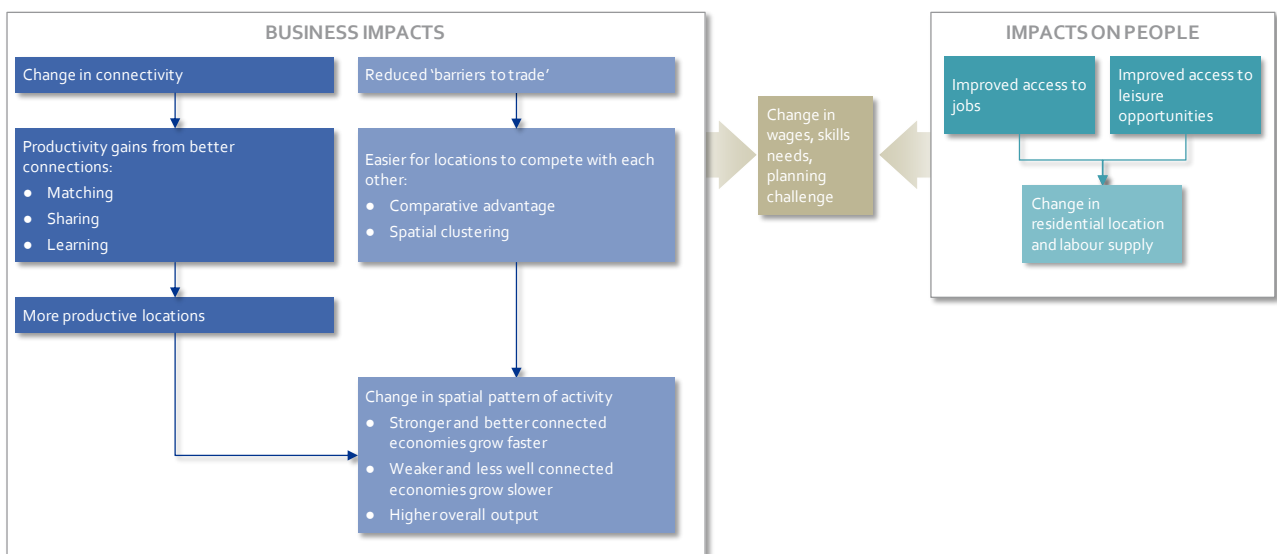 BUSINESS IMPACTS
Change in connectivity
Productivity gains from better
connections:
● Matching
● Sharing
● Learning
More productive locations
Reduced ‘barriers to trade’
Easier for locations to compete with each
other:
● Comparative advantage
● Spatial clustering
Change in spatial pattern of activity
● Stronger and better connected
economies grow faster
● Weaker and less well connected
economies grow slower
● Higher overall output
Change in
wages, skills
needs,
planning
challenge
IMPACTS ON PEOPLE
Improved access to
jobs
Improved access to
leisure
opportunities
Change in
residential location
and labour supply